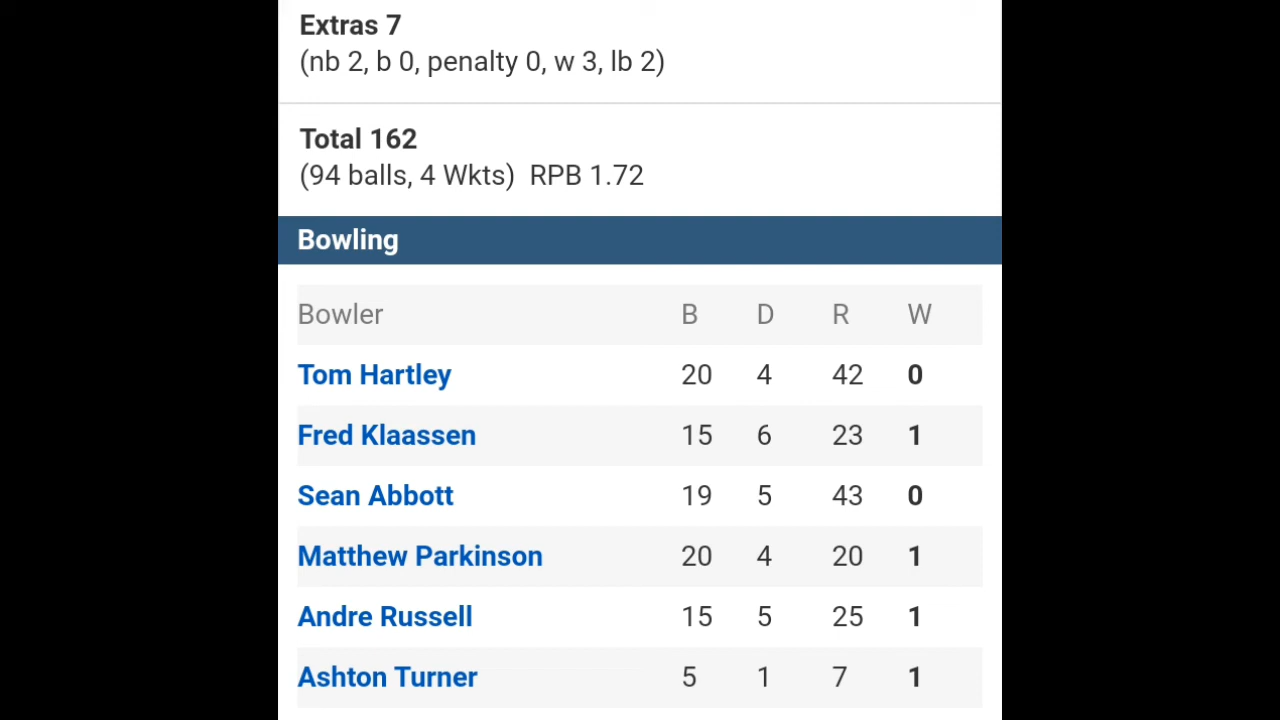 Extras 7
(nb 2, b 0, penalty 0, w 3, lb 2)
Total 162
(94 balls, 4 Wkts) RPB 1.72
Bowling
Bowler B D R W
Tom Hartley 20 4 42 0
Fred Klaassen 15 6 23 1
Sean Abbott 19 5 43 0
Matthew Parkinson 20 4 20 1
Andre Russell 15 5 25 1
Ashton Turner 5 1 7 1